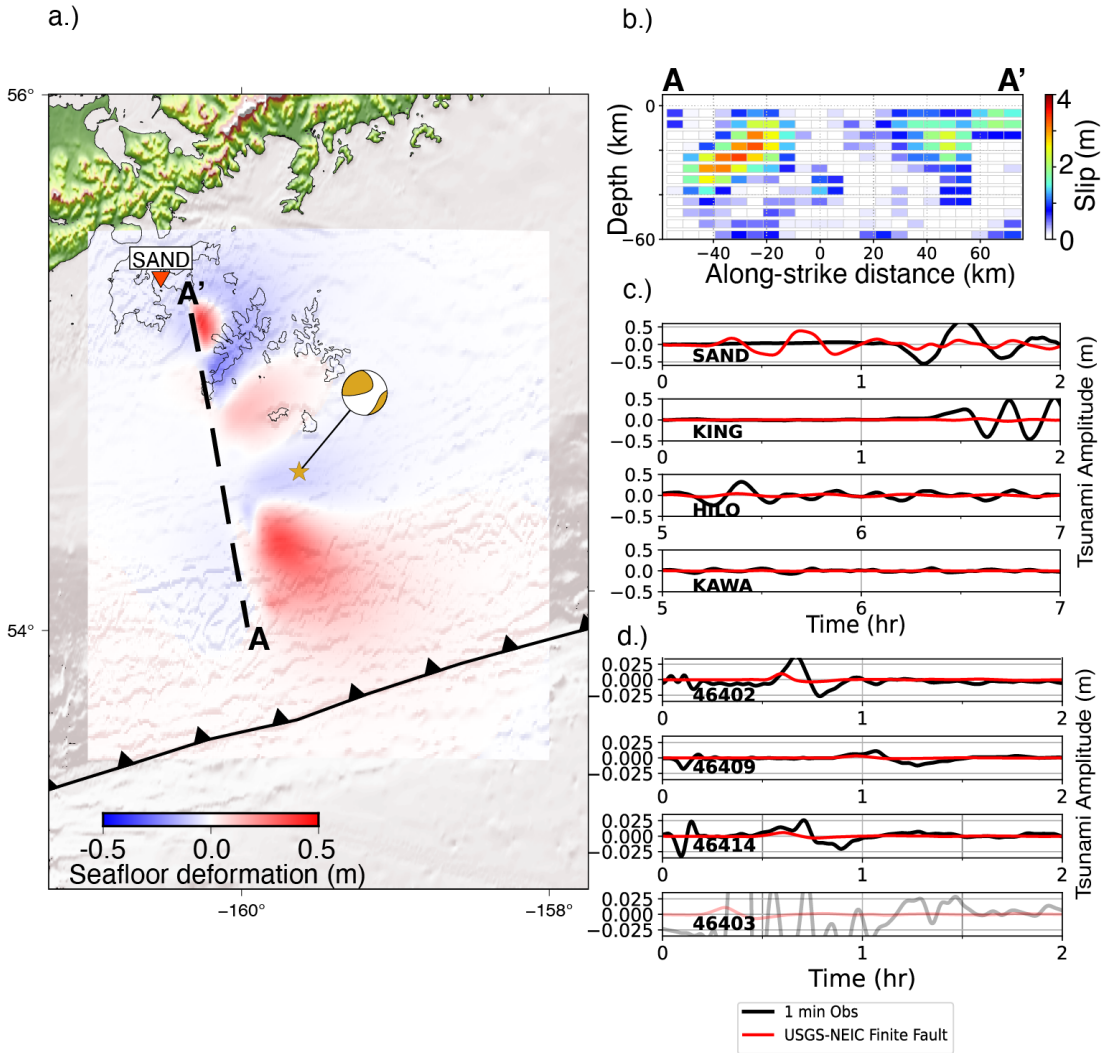 a.)
56°
54°
SAND
A’
A
-0.5 0.0 0.5
Seafloor deformation (m)
−160° −158°
b.)
A A’
0
−60
Depth (km)
−40 −20 0 20 40 60
Along-strike distance (km)
4
2
0
Slip (m)
c.)
0.5
0.0
−0.5
SAND
0 1 2
0.5
0.0
−0.5
KING
0 1 2
0.5
0.0
−0.5
HILO
5 6 7
0.5
0.0
−0.5
KAWA
5 6 7
Time (hr)
Tsunami Amplitude (m)
d.)
0.025
0.000
−0.025
46402
0 1 2
0.025
0.000
−0.025
46409
0 1 2
0.025
0.000
−0.025
46414
0 1 2
0.025
0.000
−0.025
46403
0 1 2
Time (hr)
Tsunami Amplitude (m)
1 min Obs
USGS-NEIC Finite Fault